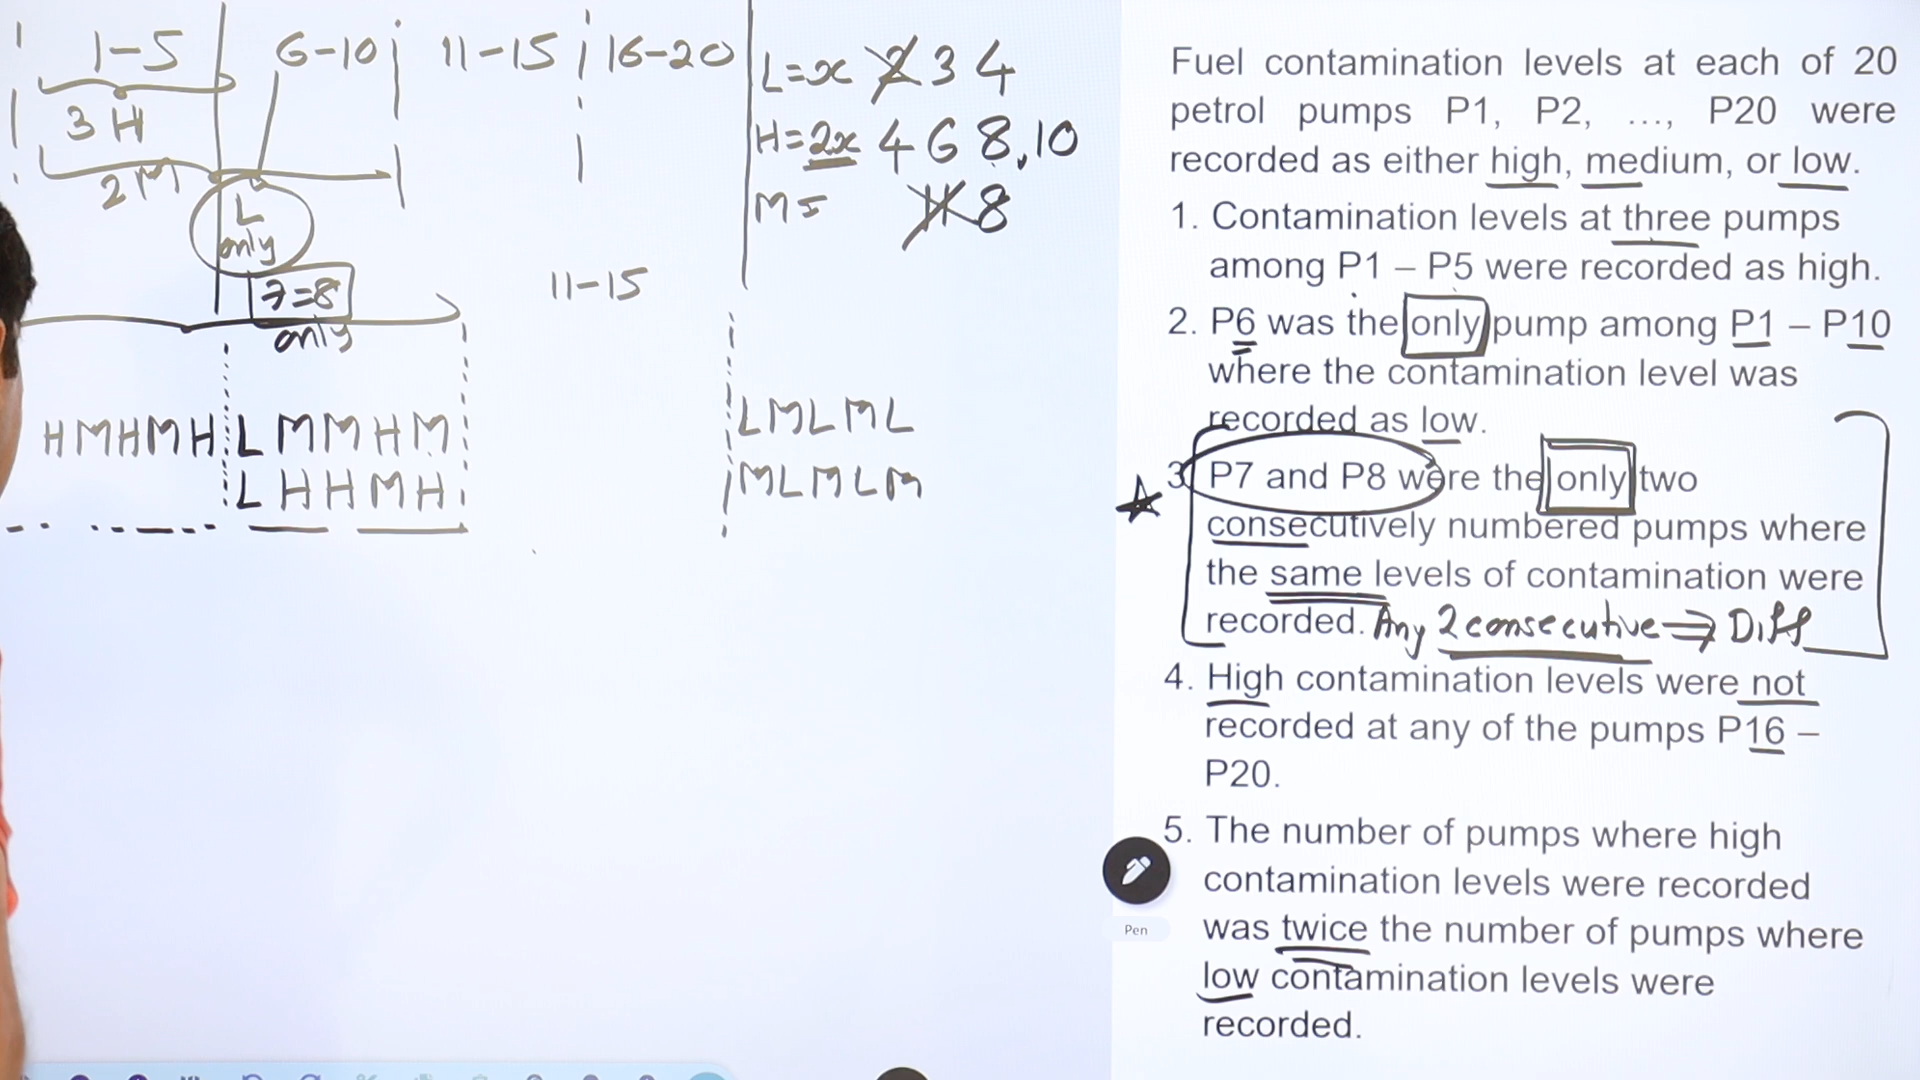 1-5 6-10 11-15 16-20
3H
2M
L
only
7=8
only
11-15
L=x 2 3 4
H=2x 4 6 8,10
M= 8
HMHMH L MMHM
L HHMH
LMLML
MLMLM
Fuel contamination levels at each of 20
petrol pumps P1, P2, ..., P20 were
recorded as either high, medium, or low.
1. Contamination levels at three pumps
among P1 – P5 were recorded as high.
2. P6 was the only pump among P1 – P10
where the contamination level was
recorded as low.
3. P7 and P8 were the only two
consecutively numbered pumps where
the same levels of contamination were
recorded. Any 2 consecutive ⇒ Diff
4. High contamination levels were not
recorded at any of the pumps P16 –
P20.
5. The number of pumps where high
contamination levels were recorded
was twice the number of pumps where
low contamination levels were
recorded.
Pen